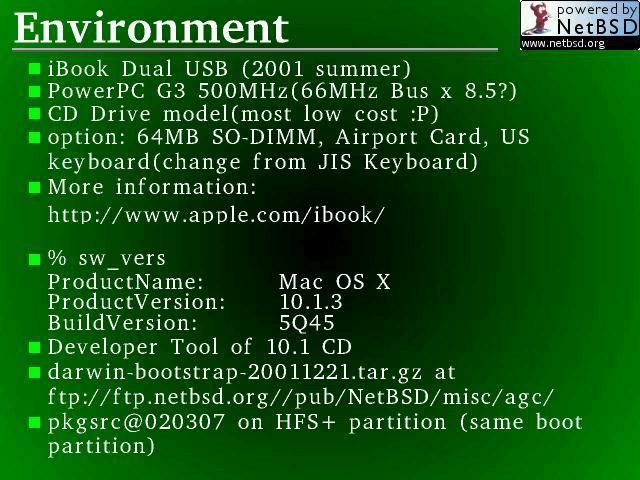 Environment
powered by
NetBSD
www.netbsd.org
iBook Dual USB (2001 summer)
PowerPC G3 500MHz(66MHz Bus x 8.5?)
CD Drive model(most low cost :P)
option: 64MB SO-DIMM, Airport Card, US
keyboard(change from JIS Keyboard)
More information:
http://www.apple.com/ibook/
% sw_vers
ProductName: Mac OS X
ProductVersion: 10.1.3
BuildVersion: 5Q45
Developer Tool of 10.1 CD
darwin-bootstrap-20011221.tar.gz at
ftp://ftp.netbsd.org//pub/NetBSD/misc/agc/
pkgsrc@020307 on HFS+ partition (same boot
partition)